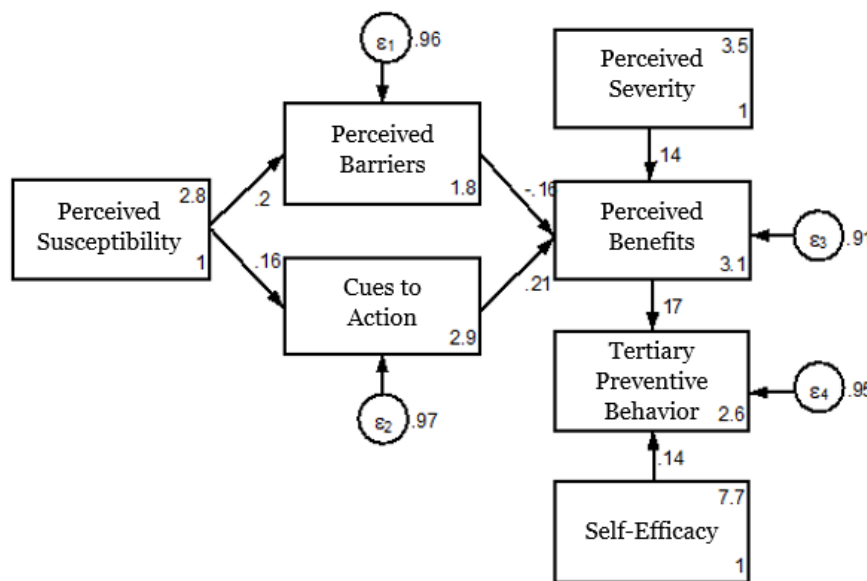 ε1 .96
3.5
Perceived
Severity
1
Perceived
Barriers
1.8
14
2.8
Perceived
Susceptibility
1
.2
-.16
Perceived
Benefits
3.1
ε3 .91
.16
Cues to
Action
2.9
.21
17
ε2 .97
Tertiary
Preventive
Behavior
2.6
ε4 .95
.14
7.7
Self-Efficacy
1